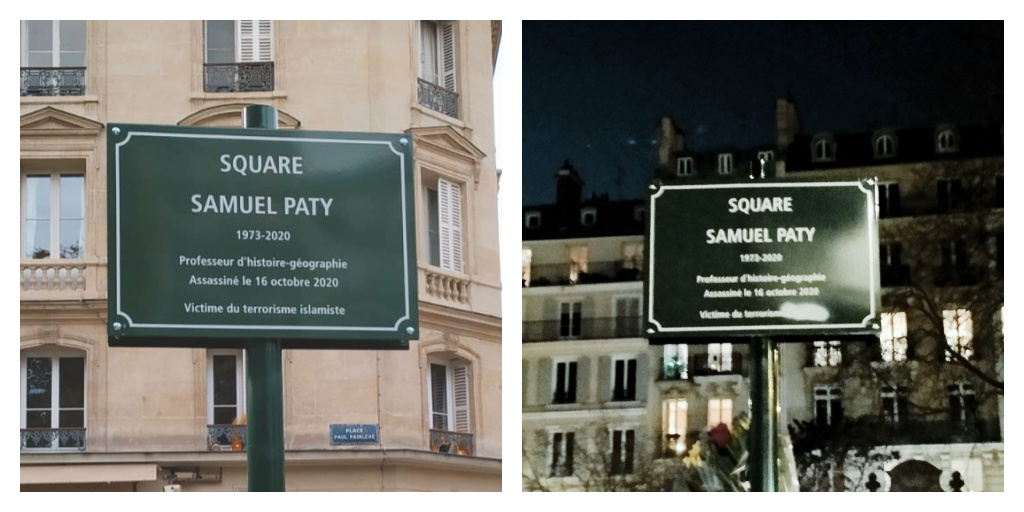 SQUARE
SAMUEL PATY
1973-2020
Professeur d'histoire-géographie
Assassiné le 16 octobre 2020
Victime du terrorisme islamiste
PLACE
PAUL PAINLEVÉ
SQUARE
SAMUEL PATY
1973-2020
Professeur d'histoire-géographie
Assassiné le 16 octobre 2020
Victime du terrorisme